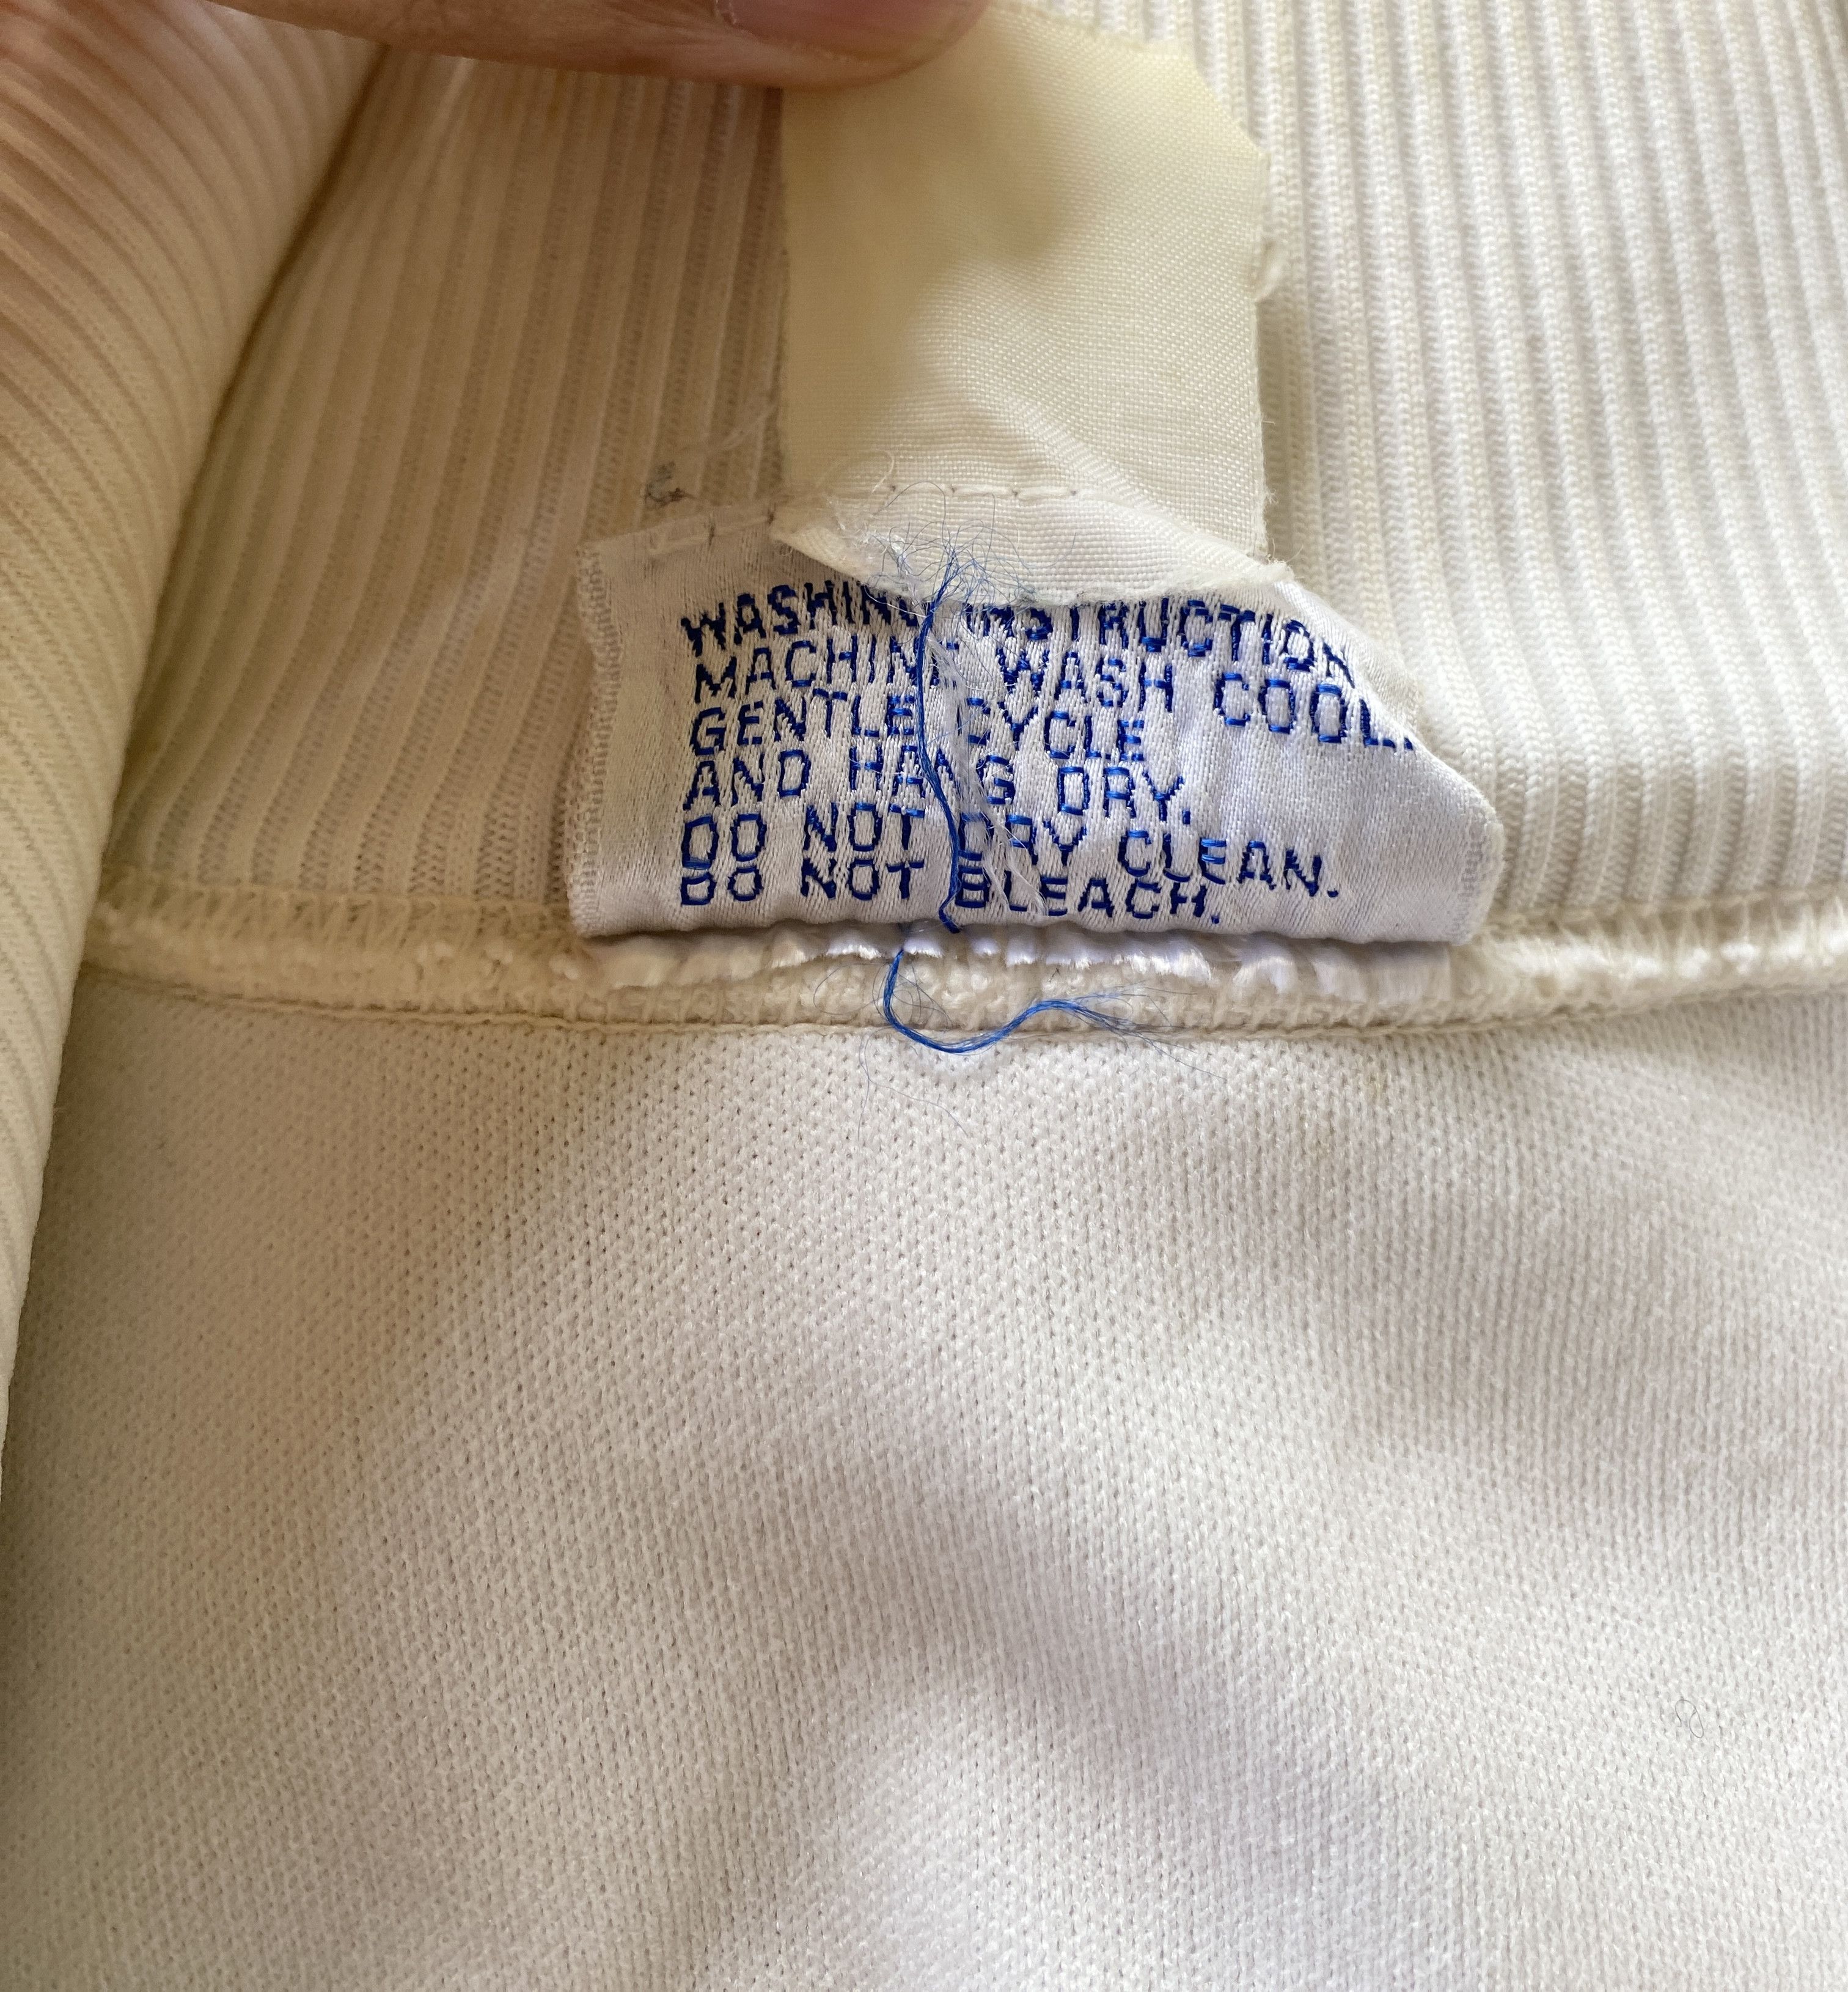 WASHING INSTRUCTION
MACHINE WASH COOL.
GENTLE CYCLE
AND HANG DRY.
DO NOT DRY CLEAN.
DO NOT BLEACH.